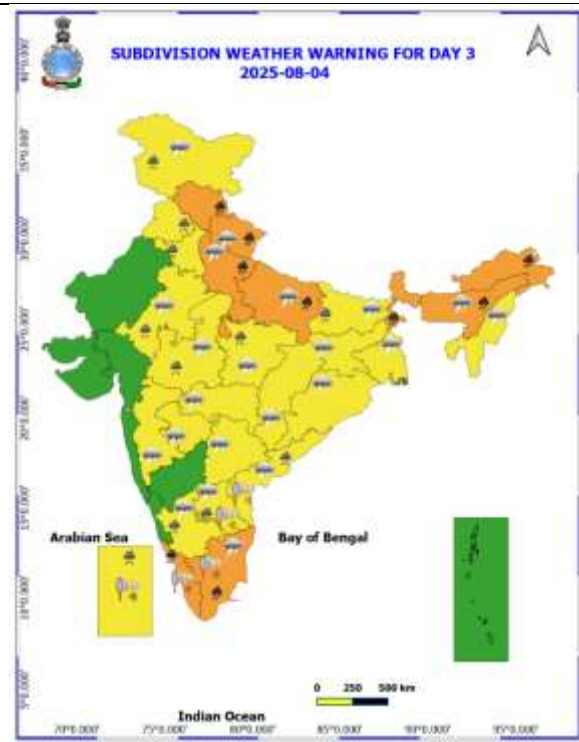 SUBDIVISION WEATHER WARNING FOR DAY 3
2025-08-04
Arabian Sea
Bay of Bengal
0 250 500 km
Indian Ocean
70°0.000' 75°0.000' 80°0.000' 85°0.000' 90°0.000' 95°0.000'